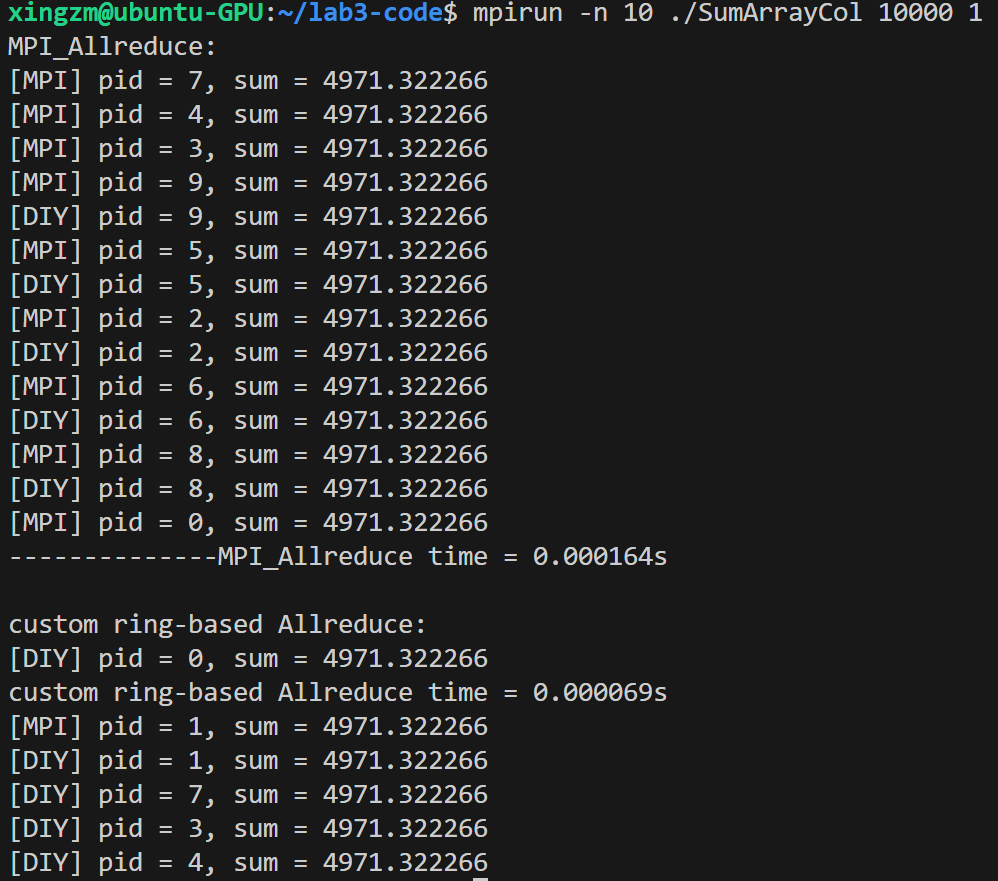 xingzm@ubuntu-GPU:~/lab3-code$ mpirun -n 10 ./SumArrayCol 10000 1
MPI_Allreduce:
[MPI] pid = 7, sum = 4971.322266
[MPI] pid = 4, sum = 4971.322266
[MPI] pid = 3, sum = 4971.322266
[MPI] pid = 9, sum = 4971.322266
[DIY] pid = 9, sum = 4971.322266
[MPI] pid = 5, sum = 4971.322266
[DIY] pid = 5, sum = 4971.322266
[MPI] pid = 2, sum = 4971.322266
[DIY] pid = 2, sum = 4971.322266
[MPI] pid = 6, sum = 4971.322266
[DIY] pid = 6, sum = 4971.322266
[MPI] pid = 8, sum = 4971.322266
[DIY] pid = 8, sum = 4971.322266
[MPI] pid = 0, sum = 4971.322266
--------------MPI_Allreduce time = 0.000164s
custom ring-based Allreduce:
[DIY] pid = 0, sum = 4971.322266
custom ring-based Allreduce time = 0.000069s
[MPI] pid = 1, sum = 4971.322266
[DIY] pid = 1, sum = 4971.322266
[DIY] pid = 7, sum = 4971.322266
[DIY] pid = 3, sum = 4971.322266
[DIY] pid = 4, sum = 4971.322266